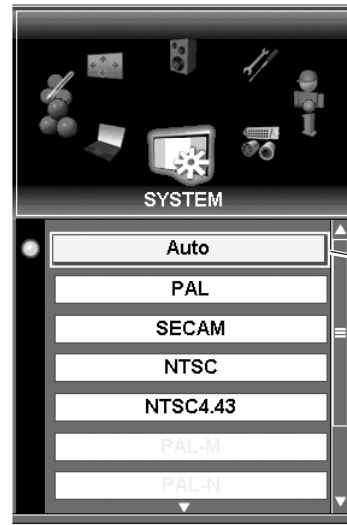 SYSTEM
Auto
PAL
SECAM
NTSC
NTSC4.43
PAL-M
PAL-N